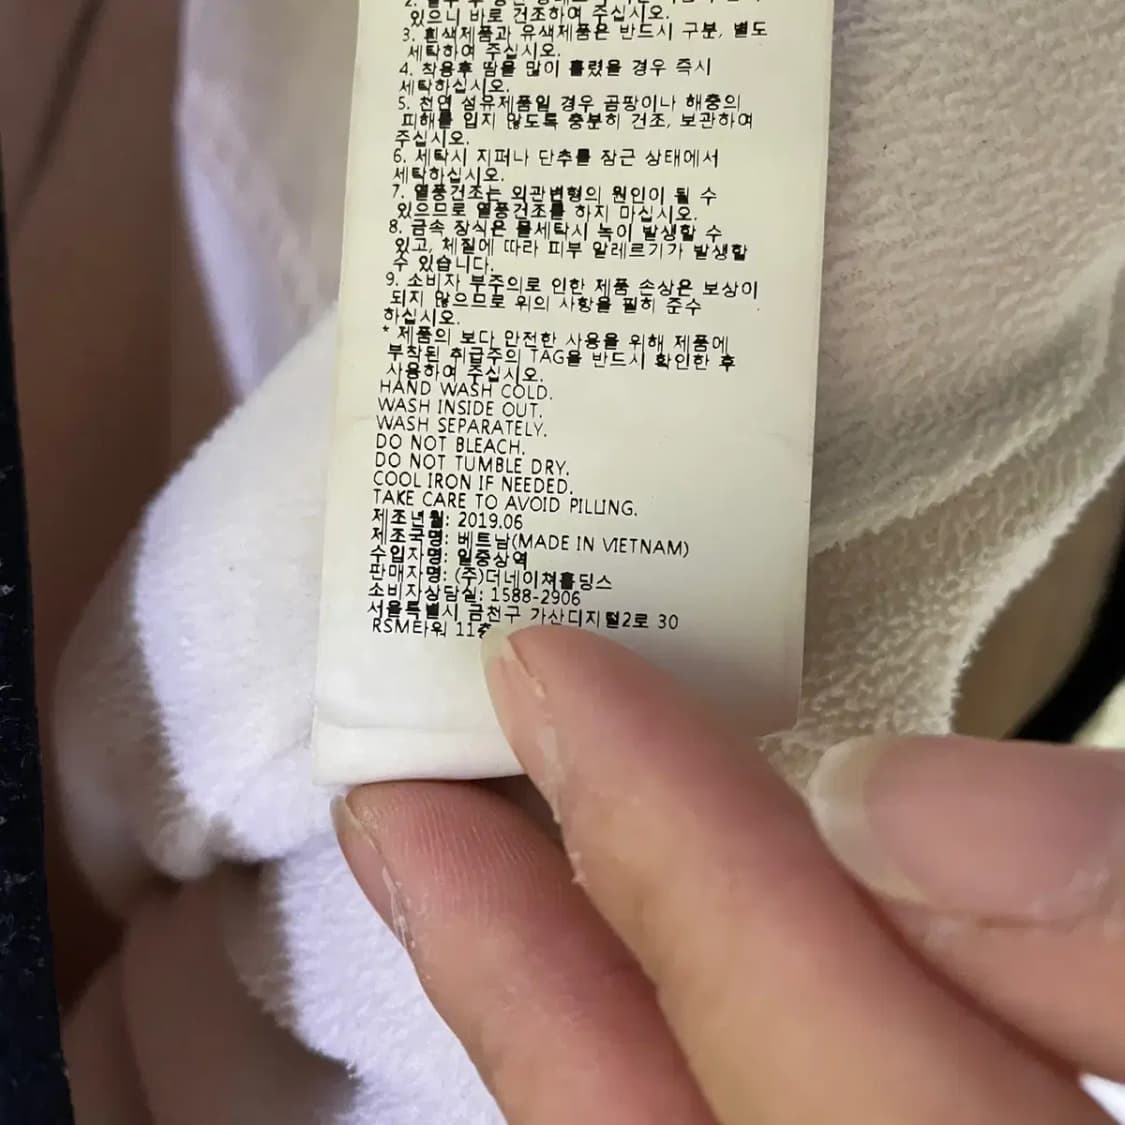 있으니 바로 건조하여 주십시오.
3. 흰색제품과 유색제품은 반드시 구분, 별도
세탁하여 주십시오.
4. 착용후 땀을 많이 흘렸을 경우 즉시
세탁하십시오.
5. 천연 섬유제품일 경우 곰팡이나 해충의
피해를 입지 않도록 충분히 건조, 보관하여
주십시오.
6. 세탁시 지퍼나 단추를 잠근 상태에서
세탁하십시오.
7. 열풍건조는 외관변형의 원인이 될 수
있으므로 열풍건조를 하지 마십시오.
8. 금속 장식은 물세탁시 녹이 발생할 수
있고, 체질에 따라 피부 알레르기가 발생할
수 있습니다.
9. 소비자 부주의로 인한 제품 손상은 보상이
되지 않으므로 위의 사항을 필히 준수
하십시오.
* 제품의 보다 안전한 사용을 위해 제품에
부착된 취급주의 TAG을 반드시 확인한 후
사용하여 주십시오.
HAND WASH COLD.
WASH INSIDE OUT.
WASH SEPARATELY.
DO NOT BLEACH.
DO NOT TUMBLE DRY.
COOL IRON IF NEEDED.
TAKE CARE TO AVOID PILLING.
제조년월: 2019.06
제조국명: 베트남(MADE IN VIETNAM)
수입자명: 일중상역
판매자명: (주)더네이쳐홀딩스
소비자상담실: 1588-2906
서울특별시 금천구 가산디지털2로 30
RSM타워 11층